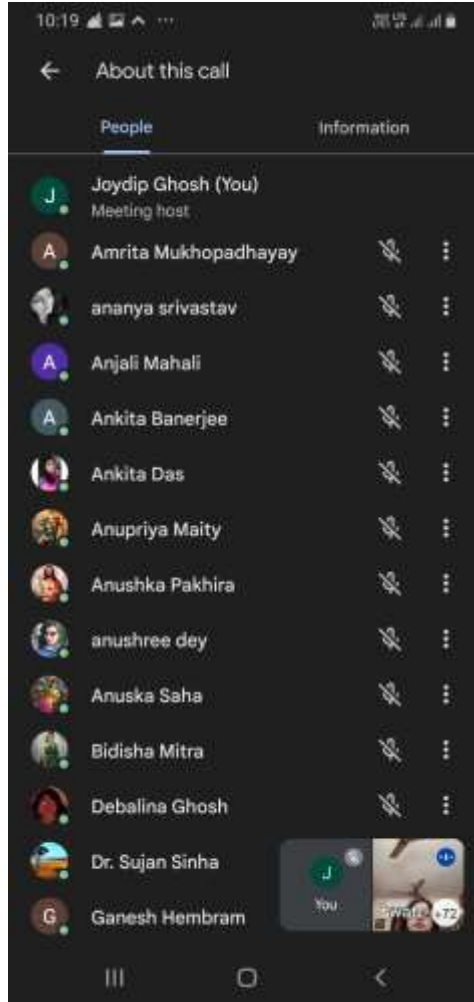 10:19
About this call
People Information
J Joydip Ghosh (You)
Meeting host
A Amrita Mukhopadhayay
ananya srivastav
A Anjali Mahali
A Ankita Banerjee
Ankita Das
Anupriya Maity
Anushka Pakhira
anushree dey
Anuska Saha
Bidisha Mitra
Debalina Ghosh
Dr. Sujan Sinha
J
You
+72
G Ganesh Hembram